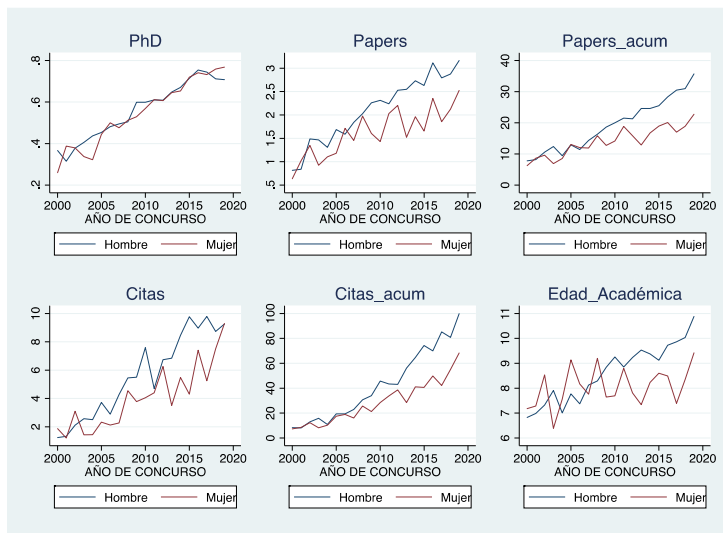 PhD
.8
.6
.4
.2
2000 2005 2010 2015 2020
AÑO DE CONCURSO
Hombre Mujer
Papers
3
2.5
2
1.5
1
.5
2000 2005 2010 2015 2020
AÑO DE CONCURSO
Hombre Mujer
Papers_acum
40
30
20
10
0
2000 2005 2010 2015 2020
AÑO DE CONCURSO
Hombre Mujer
Citas
10
8
6
4
2
2000 2005 2010 2015 2020
AÑO DE CONCURSO
Hombre Mujer
Citas_acum
100
80
60
40
20
0
2000 2005 2010 2015 2020
AÑO DE CONCURSO
Hombre Mujer
Edad_Académica
11
10
9
8
7
6
2000 2005 2010 2015 2020
AÑO DE CONCURSO
Hombre Mujer